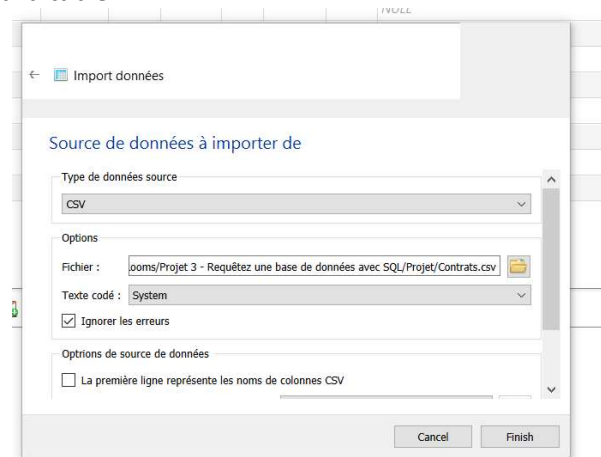 NULL
Import données
Source de données à importer de
Type de données source
CSV
Options
Fichier : .ooms/Projet 3 - Requêtez une base de données avec SQL/Projet/Contrats.csv
Texte codé : System
Ignorer les erreurs
Optrions de source de données
La première ligne représente les noms de colonnes CSV
Cancel Finish